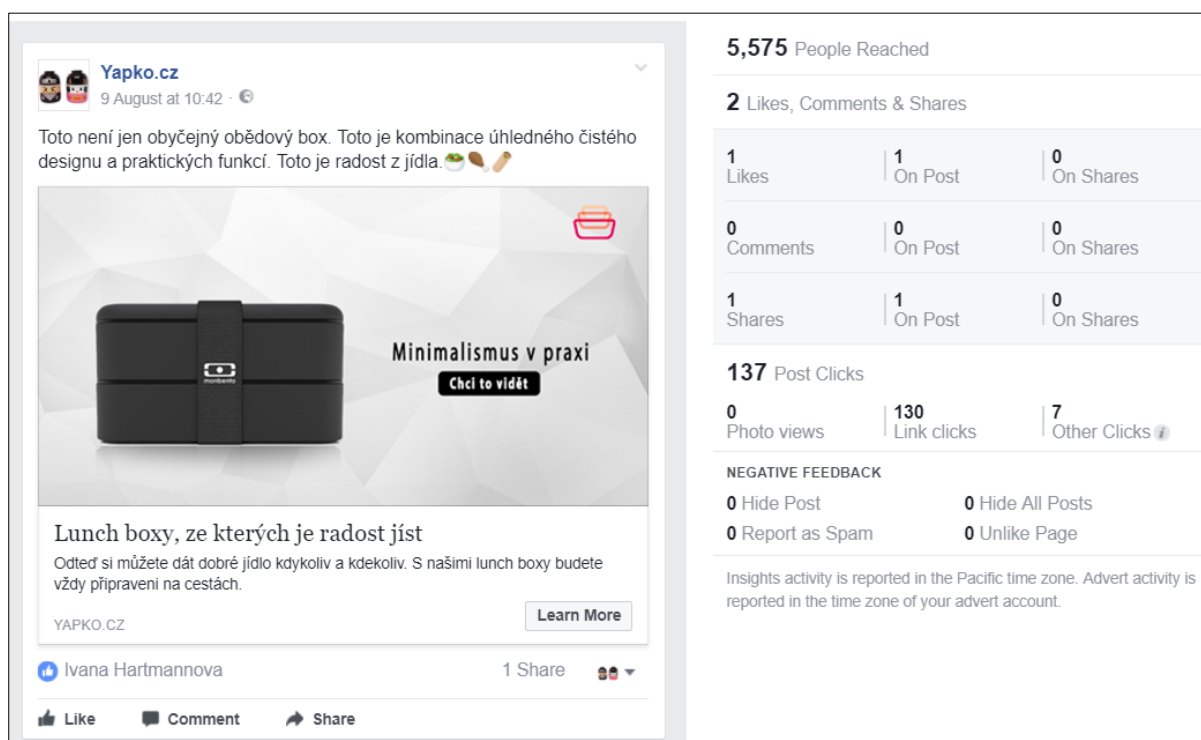 Yapko.cz
9 August at 10:42 ·
Toto není jen obyčejný obědový box. Toto je kombinace úhledného čistého
designu a praktických funkcí. Toto je radost z jídla.
monbento
Minimalismus v praxi
Chci to vidět
Lunch boxy, ze kterých je radost jíst
Odteď si můžete dát dobré jídlo kdykoliv a kdekoliv. S našimi lunch boxy budete
vždy připraveni na cestách.
YAPKO.CZ
Learn More
Ivana Hartmannova
1 Share
Like Comment Share
5,575 People Reached
2 Likes, Comments & Shares
1 1 0
Likes On Post On Shares
0 0 0
Comments On Post On Shares
1 1 0
Shares On Post On Shares
137 Post Clicks
0 130 7
Photo views Link clicks Other Clicks i
NEGATIVE FEEDBACK
0 Hide Post 0 Hide All Posts
0 Report as Spam 0 Unlike Page
Insights activity is reported in the Pacific time zone. Advert activity is
reported in the time zone of your advert account.